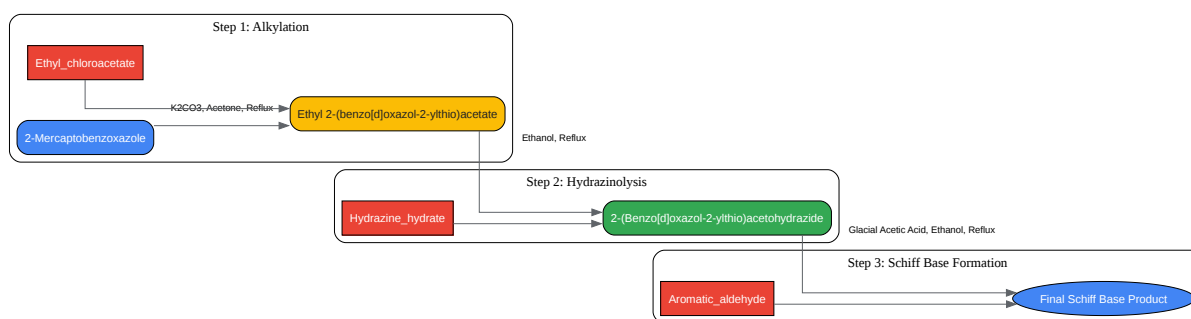 Step 1: Alkylation
Ethyl_chloroacetate
K2CO3, Acetone, Reflux
Ethyl 2-(benzo[d]oxazol-2-ylthio)acetate
2-Mercaptobenzoxazole
Ethanol, Reflux
Step 2: Hydrazinolysis
Hydrazine_hydrate
2-(Benzo[d]oxazol-2-ylthio)acetohydrazide
Glacial Acetic Acid, Ethanol, Reflux
Step 3: Schiff Base Formation
Aromatic_aldehyde
Final Schiff Base Product